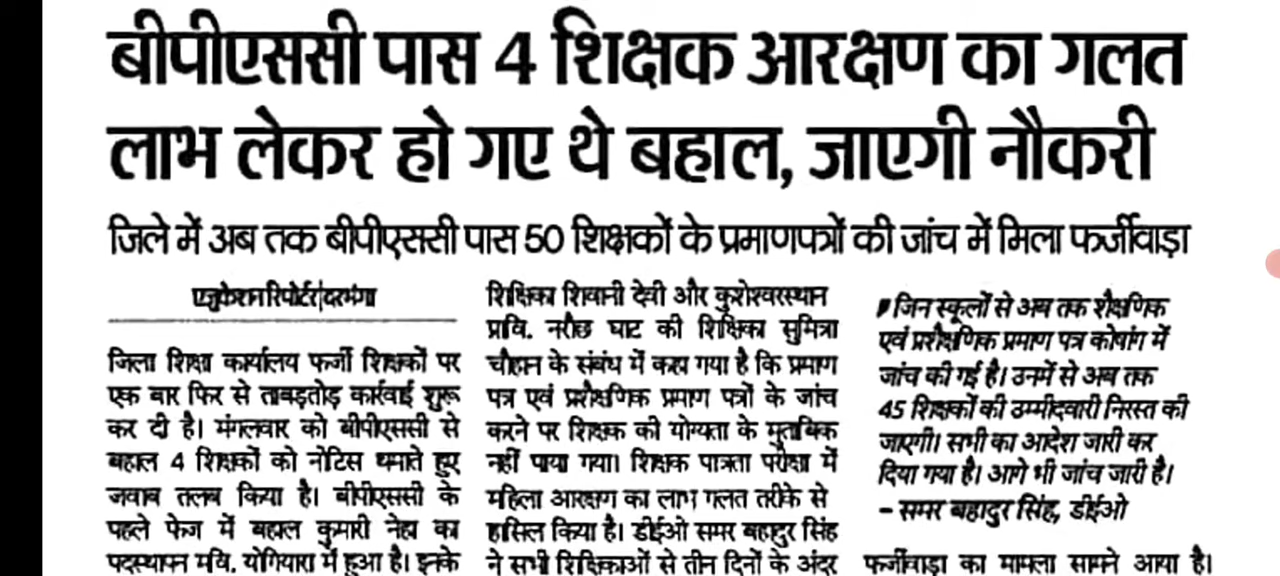 बीपीएससी पास 4 शिक्षक आरक्षण का गलत
लाभ लेकर हो गए थे बहाल, जाएगी नौकरी
जिले में अब तक बीपीएससी पास 50 शिक्षकों के प्रमाणपत्रों की जांच में मिला फर्जीवाड़ा
एजुकेशन रिपोर्टर|दरभंगा
जिला शिक्षा कार्यालय फर्जी शिक्षकों पर
एक बार फिर से ताबड़तोड़ कार्रवाई शुरू
कर दी है। मंगलवार को बीपीएससी से
बहाल 4 शिक्षकों को नोटिस थमाते हुए
जवाब तलब किया है। बीपीएससी के
पहले फेज में बहाल कुमारी नेहा का
पदस्थापन मवि. योगियारा में हुआ है। इनके
शिक्षिका शिवानी देवी और कुशेश्वरस्थान
प्रावि. नरौछ घाट की शिक्षिका सुमित्रा
चौहान के संबंध में कहा गया है कि प्रमाण
पत्र एवं प्रशैक्षणिक प्रमाण पत्रों के जांच
करने पर शिक्षक की योग्यता के मुताबिक
नहीं पाया गया। शिक्षक पात्रता परीक्षा में
महिला आरक्षण का लाभ गलत तरीके से
हासिल किया है। डीईओ समर बहादुर सिंह
ने सभी शिक्षिकाओं से तीन दिनों के अंदर
जिन स्कूलों से अब तक शैक्षणिक
एवं प्रशैक्षणिक प्रमाण पत्र कोषांग में
जांच की गई है। उनमें से अब तक
45 शिक्षकों की उम्मीदवारी निरस्त की
जाएगी। सभी का आदेश जारी कर
दिया गया है। आगे भी जांच जारी है।
- समर बहादुर सिंह, डीईओ
फर्जीवाड़ा का मामला सामने आया है।